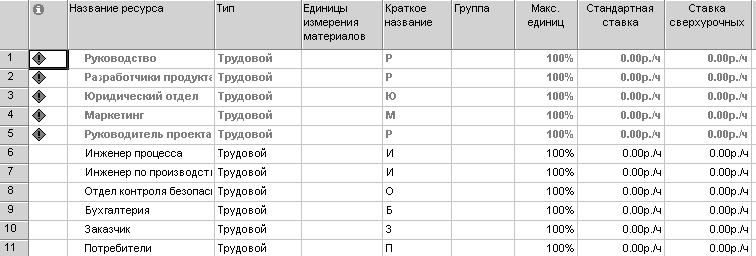 Название ресурса Тип Единицы измерения материалов Краткое название Группа Макс. единиц Стандартная ставка Ставка сверхурочных
1 Руководство Трудовой Р 100% 0.00р./ч 0.00р./ч
2 Разработчики продукта Трудовой Р 100% 0.00р./ч 0.00р./ч
3 Юридический отдел Трудовой Ю 100% 0.00р./ч 0.00р./ч
4 Маркетинг Трудовой М 100% 0.00р./ч 0.00р./ч
5 Руководитель проекта Трудовой Р 100% 0.00р./ч 0.00р./ч
6 Инженер процесса Трудовой И 100% 0.00р./ч 0.00р./ч
7 Инженер по производст Трудовой И 100% 0.00р./ч 0.00р./ч
8 Отдел контроля безопас Трудовой О 100% 0.00р./ч 0.00р./ч
9 Бухгалтерия Трудовой Б 100% 0.00р./ч 0.00р./ч
10 Заказчик Трудовой З 100% 0.00р./ч 0.00р./ч
11 Потребители Трудовой П 100% 0.00р./ч 0.00р./ч